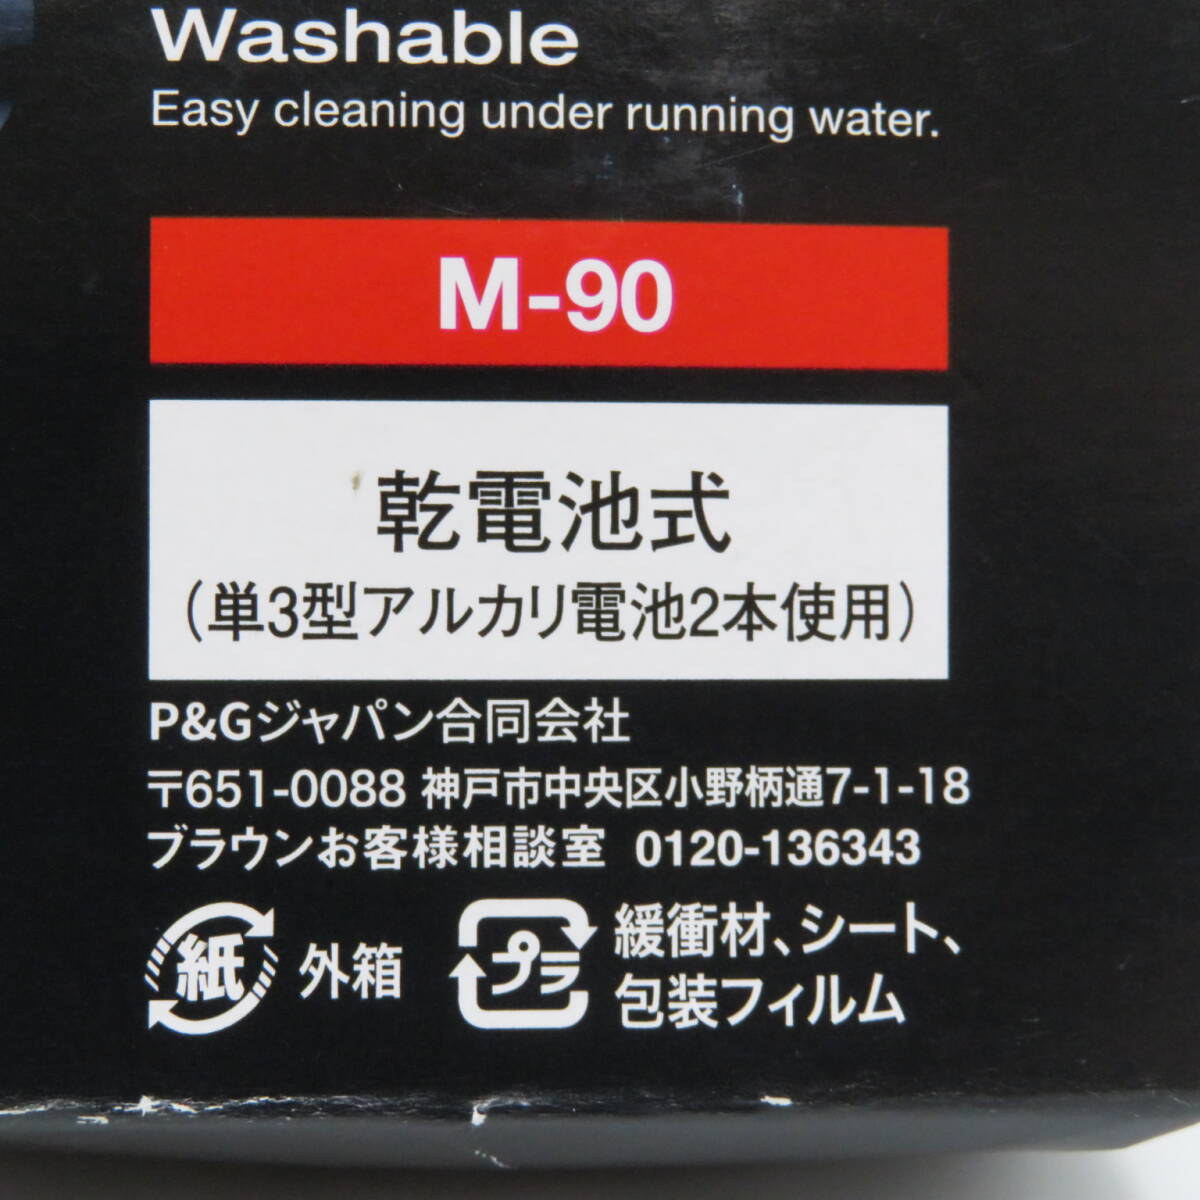 Washable
Easy cleaning under running water.
M-90
乾電池式
（単3型アルカリ電池2本使用）
P&Gジャパン合同会社
〒651-0088 神戸市中央区小野柄通7-1-18
ブラウンお客様相談室 0120-136343
紙 外箱
プラ 緩衝材、シート、
包装フィルム